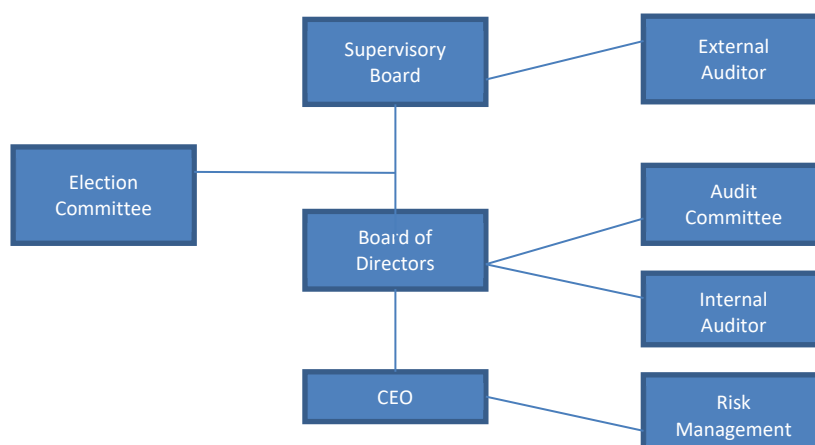 Supervisory
Board
External
Auditor
Election
Committee
Audit
Committee
Board of
Directors
Internal
Auditor
CEO
Risk
Management